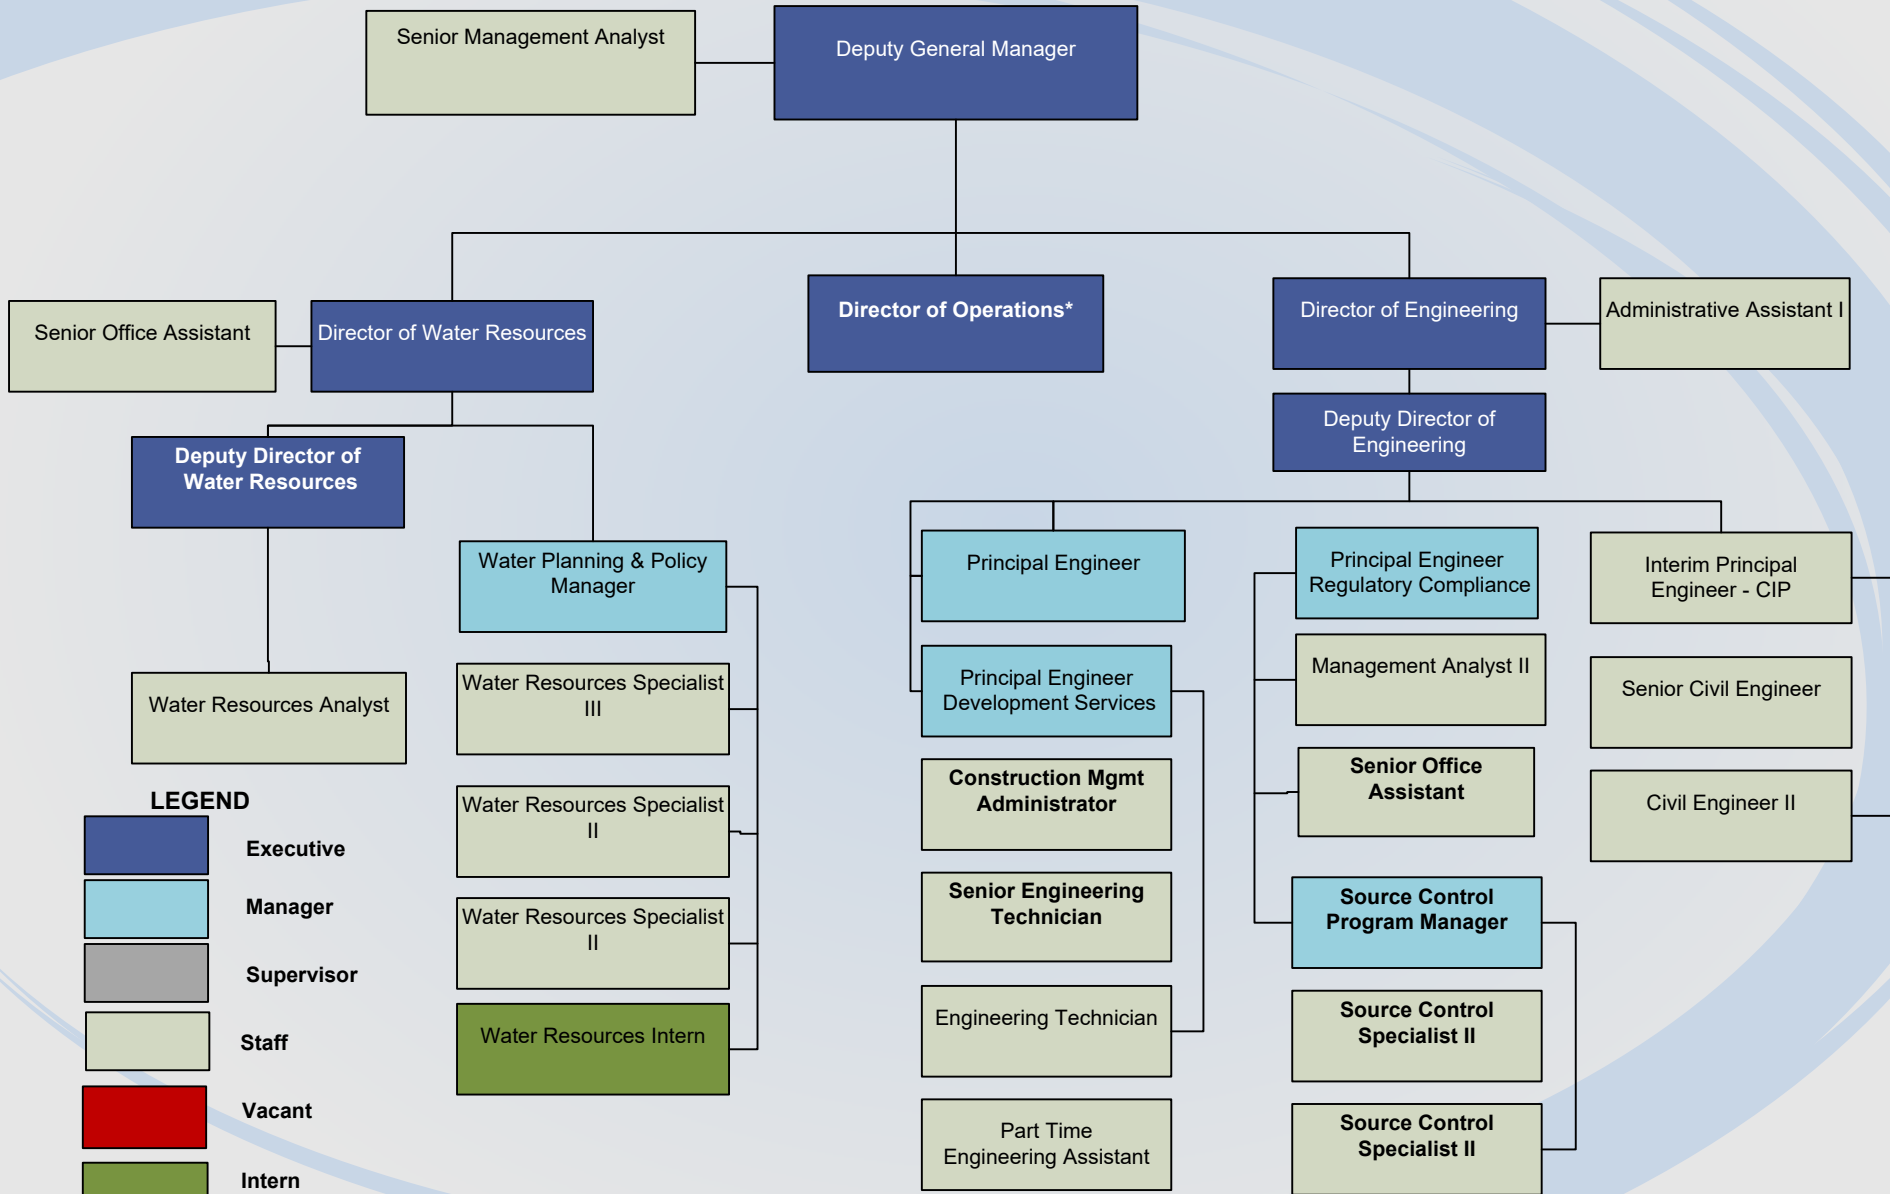 Senior Management Analyst
Deputy General Manager
Senior Office Assistant
Director of Water Resources
Director of Operations*
Director of Engineering
Administrative Assistant I
Deputy Director of
Engineering
Deputy Director of
Water Resources
Water Planning & Policy
Manager
Water Resources Analyst
Water Resources Specialist
III
Water Resources Specialist
II
Water Resources Specialist
II
Water Resources Intern
Principal Engineer
Principal Engineer
Development Services
Construction Mgmt
Administrator
Senior Engineering
Technician
Engineering Technician
Part Time
Engineering Assistant
Principal Engineer
Regulatory Compliance
Management Analyst II
Senior Office
Assistant
Source Control
Program Manager
Source Control
Specialist II
Source Control
Specialist II
Interim Principal
Engineer - CIP
Senior Civil Engineer
Civil Engineer II
LEGEND
Executive
Manager
Supervisor
Staff
Vacant
Intern